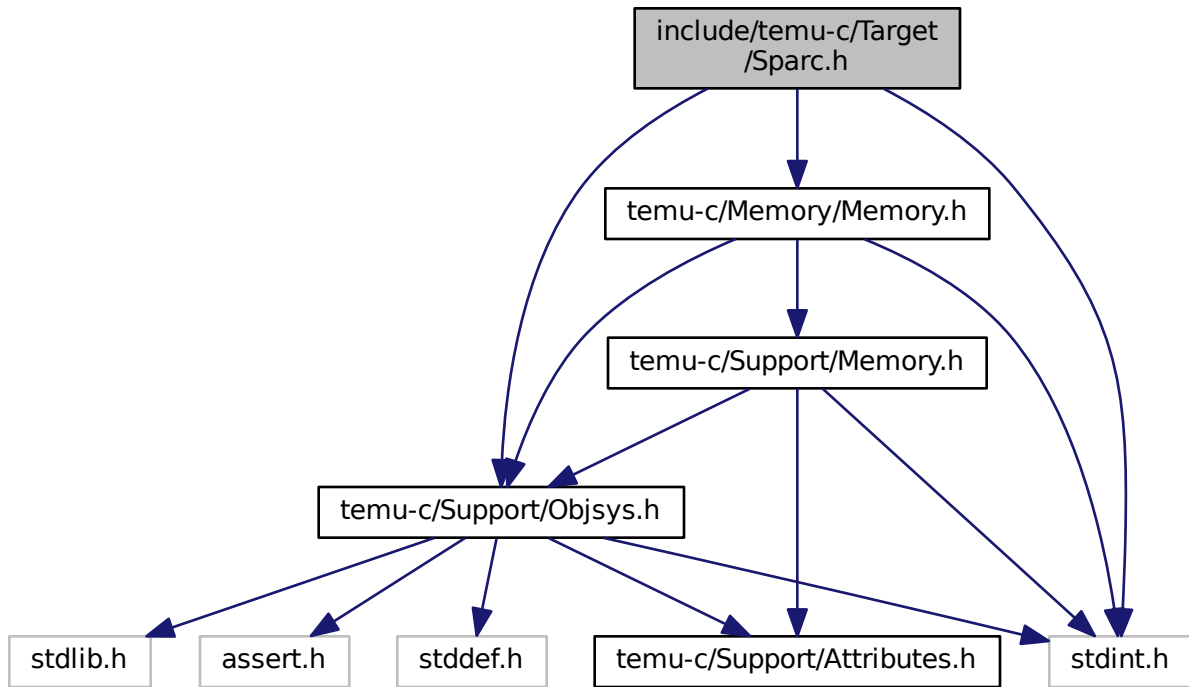 include/temu-c/Target
/Sparc.h
temu-c/Memory/Memory.h
temu-c/Support/Memory.h
temu-c/Support/Objsys.h
stdlib.h
assert.h
stddef.h
temu-c/Support/Attributes.h
stdint.h